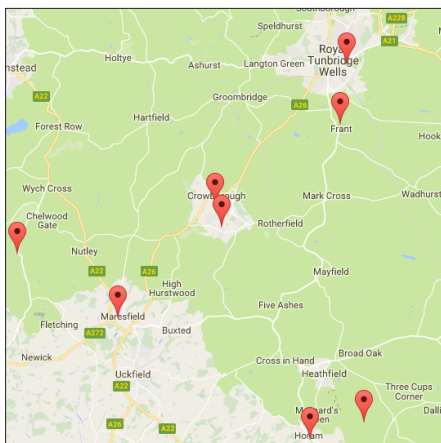 Southborough
A228
Speldhurst
A21
Holtye
Ashurst
Langton Green
Royal
Tunbridge
Wells
nstead
A22
Groombridge
A26
Forest Row
Hartfield
Frant
Hook
Wych Cross
Crowborough
Mark Cross
Wadhurst
Chelwood
Gate
Rotherfield
Nutley
A22
A26
Mayfield
High
Hurstwood
Maresfield
Five Ashes
Fletching
A272
Buxted
Newick
Cross in Hand
Broad Oak
Heathfield
Uckfield
A22
Three Cups
Corner
Dalli
A26
A22
Horam